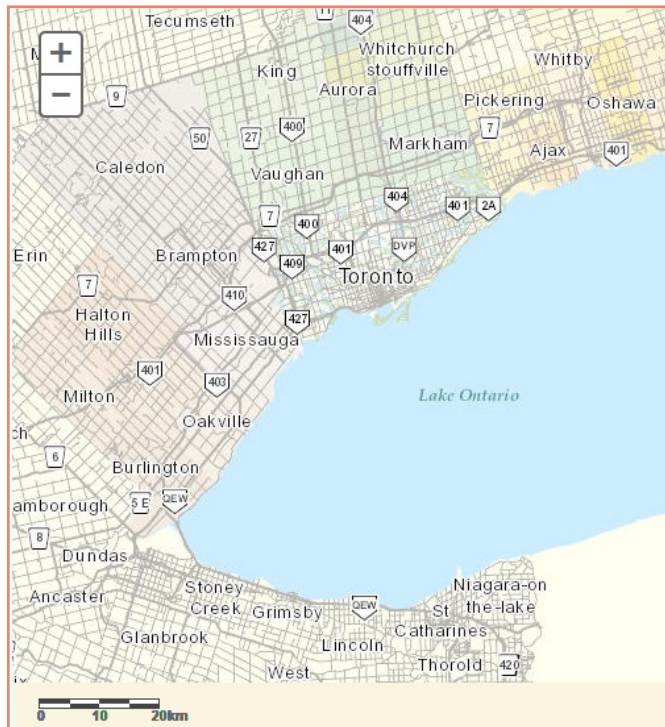 11
404
Tecumseth
Whitchurch
stouffville
Whitby
King
Aurora
+
−
9
Pickering
Oshawa
50
27
400
7
Markham
Ajax
401
Caledon
Vaughan
404
401
2A
7
400
Erin
Brampton
427
401
DVP
409
Toronto
7
410
Halton
Hills
427
Mississauga
401
403
Milton
Lake Ontario
Oakville
ch
6
Burlington
5 E
QEW
amborough
8
Dundas
Stoney
Creek
Niagara-on
the-lake
Ancaster
Grimsby
QEW
St
Catharines
Glanbrook
Lincoln
Thorold
420
West
0 10 20km